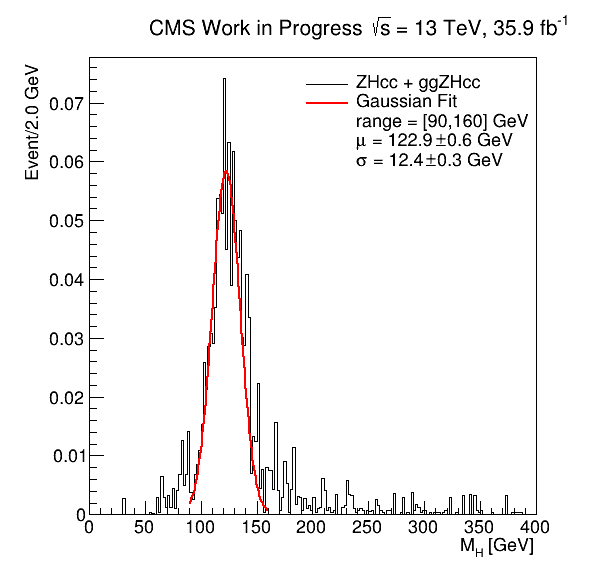 CMS Work in Progress √s = 13 TeV, 35.9 fb⁻¹
Event/2.0 GeV
ZHcc + ggZHcc
Gaussian Fit
range = [90,160] GeV
μ = 122.9±0.6 GeV
σ = 12.4±0.3 GeV
0.07
0.06
0.05
0.04
0.03
0.02
0.01
0
0 50 100 150 200 250 300 350 400
M_H [GeV]